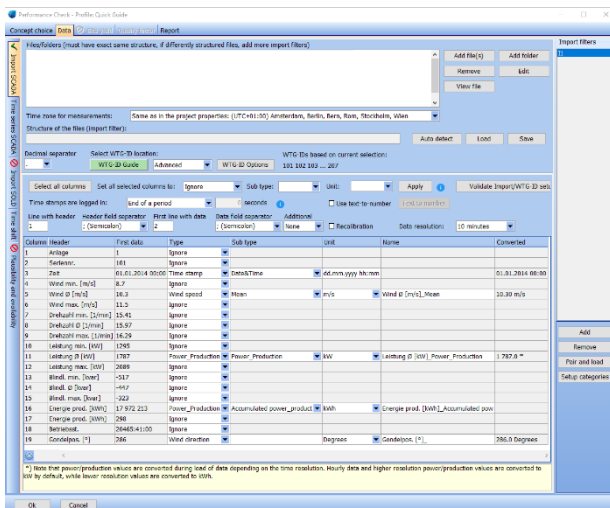 Performance Check - Profile: Quick Guide
Concept choice Data Report
Files/folders (must have exact same structure, if differently structured files, add more import filters)
Import filters
Add file(s) Add folder
Remove Edit
View file
Import SCADA
Time series SCADA
Time shift
Time zone for measurements: Same as in the project properties: (UTC+01:00) Amsterdam, Berlin, Bern, Rom, Stockholm, Wien
Structure of the files (import filter):
Auto detect Load Save
Decimal separator Select WTG-ID location: WTG-IDs based on current selection:
. WTG-ID Guide Advanced WTG-ID Options 101 102 103 ... 207
Select all columns Set all selected columns to: Ignore Sub type: Unit: Apply Validate Import/WTG-ID setu
Time stamps are logged in: End of a period 0 seconds Use text-to-number Text to number
Line with header Header field separator First line with data Data field separator Additional
1 ; (Semicolon) 2 ; (Semicolon) None Recalibration Data resolution: 10 minutes
Column Header First data Type Sub type Unit Name Converted
1 Anlage 1 Ignore
2 Seriennr. 101 Ignore
3 Zeit 01.01.2014 00:00 Time stamp Date&Time dd.mm.yyyy hh:mm 01.01.2014 00:00
4 Wind min. [m/s] 8.7 Ignore
5 Wind Ø [m/s] 10.3 Wind speed Mean m/s Wind Ø [m/s]_Mean 10.30 m/s
6 Wind max. [m/s] 11.5 Ignore
7 Drehzahl min. [1/min] 15.41 Ignore
8 Drehzahl Ø [1/min] 15.97 Ignore
9 Drehzahl max. [1/min] 16.29 Ignore
10 Leistung min. [kW] 1295 Ignore
11 Leistung Ø [kW] 1787 Power_Production Power_Production kW Leistung Ø [kW]_Power_Production 1 787.0 *
12 Leistung max. [kW] 2089 Ignore
13 Blindl. min. [kvar] -517 Ignore
14 Blindl. Ø [kvar] -447 Ignore
15 Blindl. max. [kvar] -323 Ignore
16 Energie prod. [kWh] 17 972 213 Power_Production Accumulated power_product kWh Energie prod. [kWh]_Accumulated pow
17 Energie prod. [kWh] 298 Ignore
18 Betriebsst. 20465:41:00 Ignore
19 Gondelpos. [°] 286 Wind direction Degrees Gondelpos. [°]_ 286.0 Degrees
*) Note that power/production values are converted during load of data depending on the time resolution. Hourly data and higher resolution power/production values are converted to
kW by default, while lower resolution values are converted to kWh.
Add
Remove
Pair and load
Setup categories
Ok Cancel